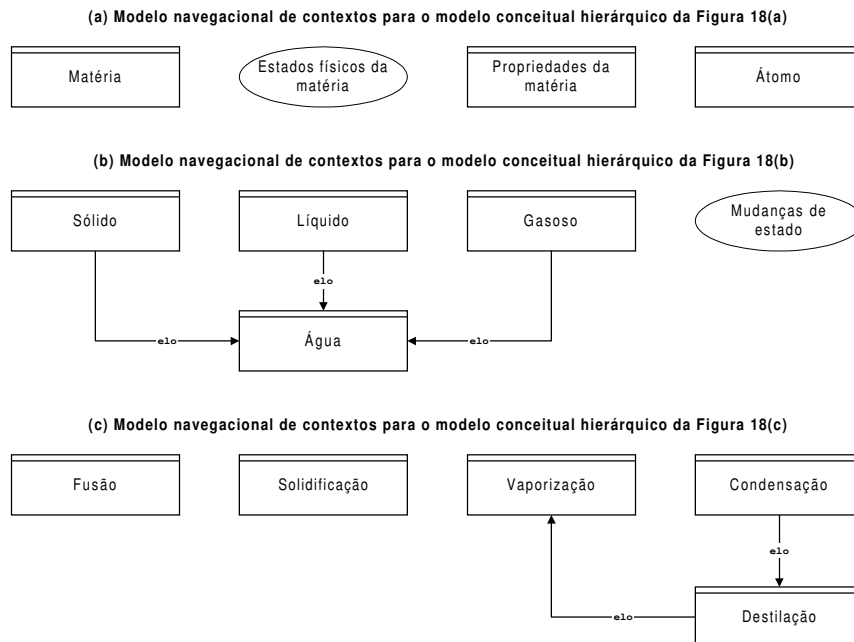 (a) Modelo navegacional de contextos para o modelo conceitual hierárquico da Figura 18(a)
Matéria
Estados físicos da
matéria
Propriedades da
matéria
Átomo
(b) Modelo navegacional de contextos para o modelo conceitual hierárquico da Figura 18(b)
Sólido
Líquido
Gasoso
Mudanças de
estado
elo
Água
elo
elo
(c) Modelo navegacional de contextos para o modelo conceitual hierárquico da Figura 18(c)
Fusão
Solidificação
Vaporização
Condensação
elo
elo
Destilação